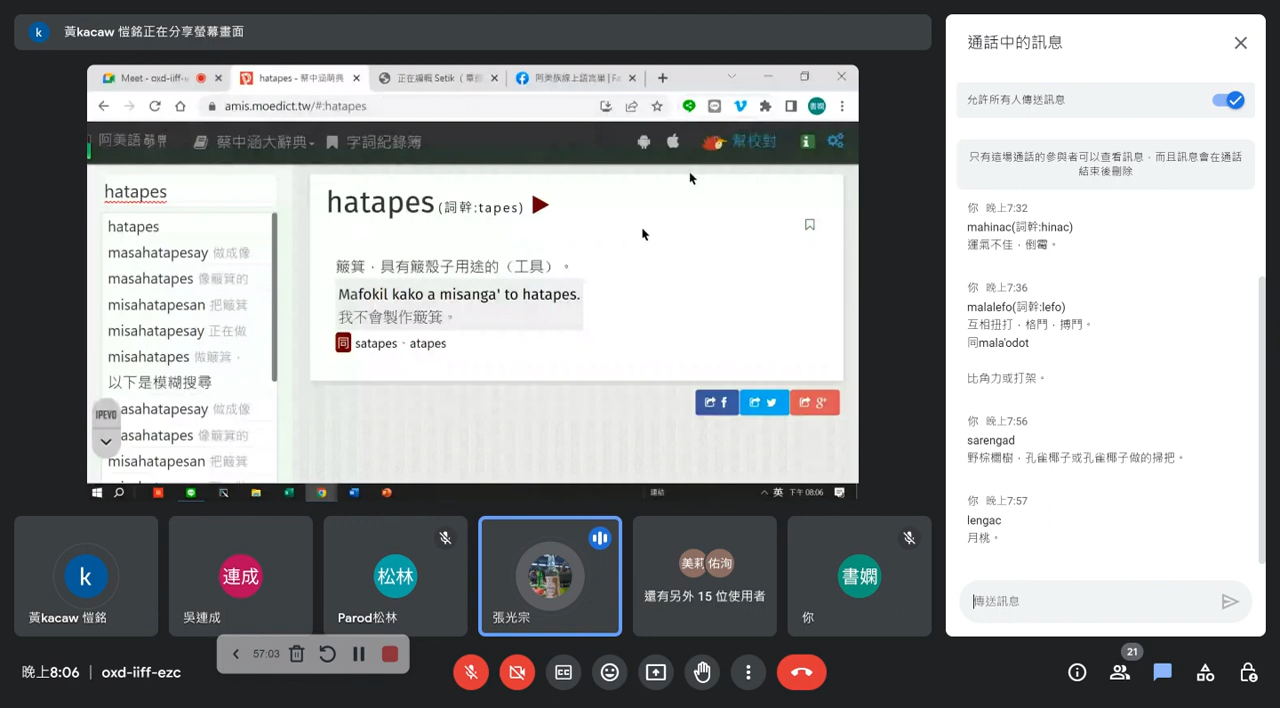 黃kacaw 愷銘正在分享螢幕畫面
Meet - oxd-iiff-
hatapes - 蔡中涵萌典
正在編輯 Setik（草
阿美族線上語言巢 | Fa
amis.moedict.tw/#:hatapes
阿美語萌典
蔡中涵大辭典
字詞紀錄簿
幫校對
hatapes
hatapes
masahatapesay 做成像
masahatapes 像簸箕的
misahatapesan 把簸箕
misahatapesay 正在做
misahatapes 做簸箕，
以下是模糊搜尋
asahatapesay 做成像
asahatapes 像簸箕的
misahatapesan 把簸箕
IPEVO
hatapes (詞幹:tapes)
簸箕，具有簸殼子用途的（工具）。
Mafokil kako a misanga' to hatapes.
我不會製作簸箕。
同 satapes · atapes
連結
英
下午 08:06
k
黃kacaw 愷銘
連成
吳連成
松林
Parod松林
張光宗
美莉 佑洵
還有另外 15 位使用者
書嫻
你
57:03
晚上8:06 | oxd-iiff-ezc
通話中的訊息
允許所有人傳送訊息
只有這場通話的參與者可以查看訊息，而且訊息會在通話
結束後刪除
你 晚上7:32
mahinac(詞幹:hinac)
運氣不佳，倒霉。
你 晚上7:36
malalefo(詞幹:lefo)
互相扭打，格鬥，搏鬥。
同mala'odot
比角力或打架。
你 晚上7:56
sarengad
野棕櫚樹，孔雀椰子或孔雀椰子做的掃把。
你 晚上7:57
lengac
月桃。
傳送訊息
21